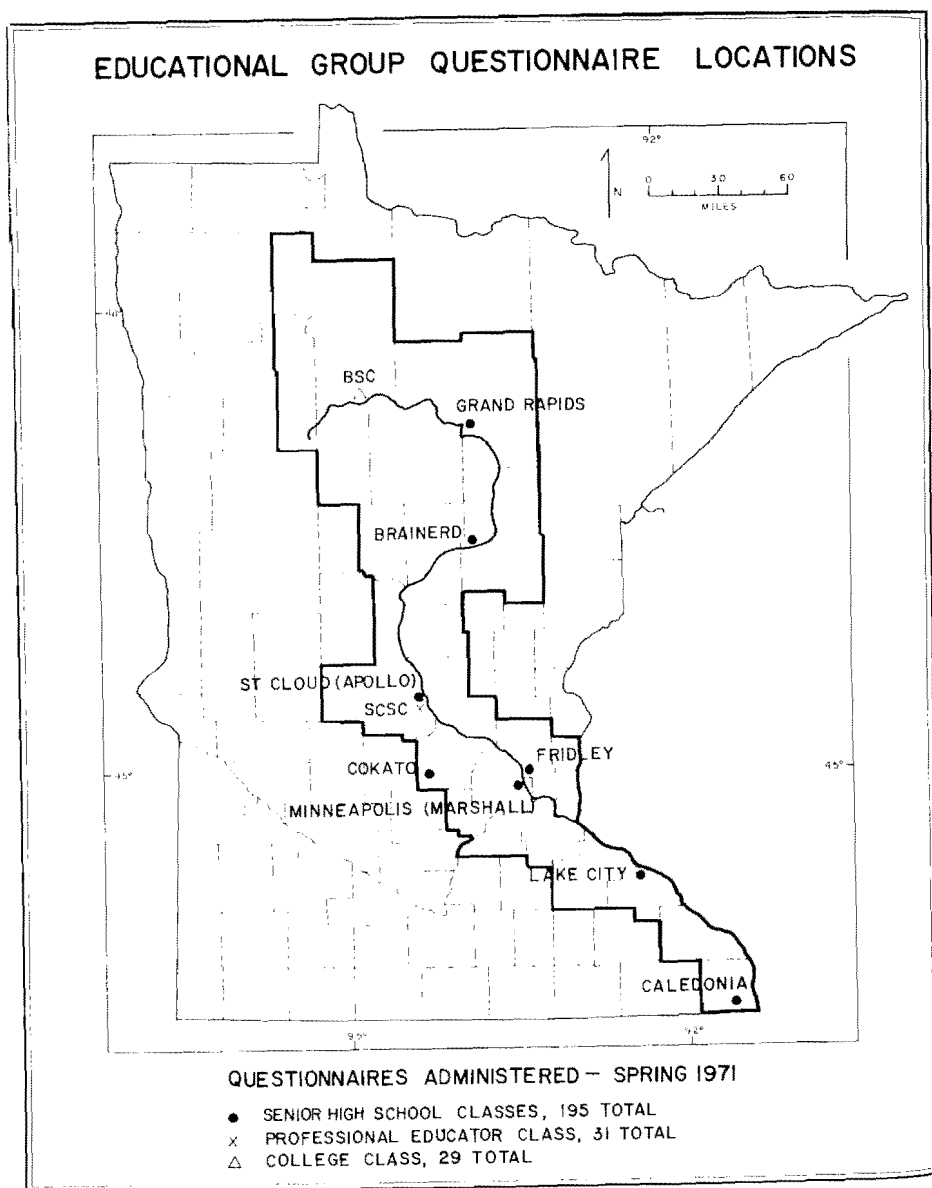 EDUCATIONAL GROUP QUESTIONNAIRE LOCATIONS
92°
N
0 30 60
MILES
BSC
GRAND RAPIDS
BRAINERD
ST CLOUD (APOLLO)
SCSC
FRIDLEY
COKATO
45°
45°
MINNEAPOLIS (MARSHALL)
LAKE CITY
CALEDONIA
92°
QUESTIONNAIRES ADMINISTERED — SPRING 1971
SENIOR HIGH SCHOOL CLASSES, 195 TOTAL
PROFESSIONAL EDUCATOR CLASS, 31 TOTAL
COLLEGE CLASS, 29 TOTAL